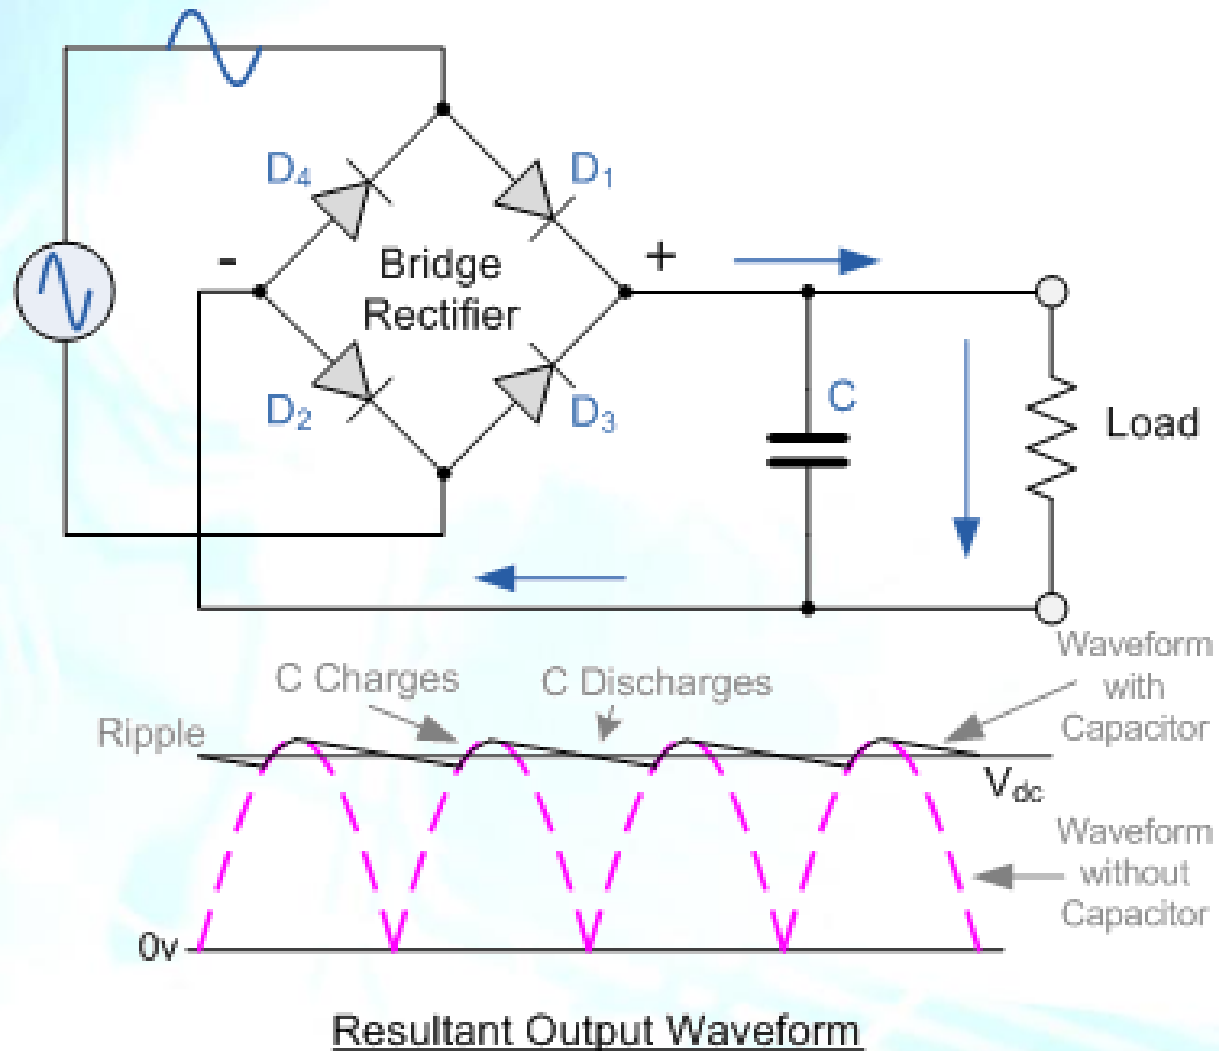 D4
D1
-
+
Bridge
Rectifier
D2
D3
C
Load
C Charges
C Discharges
Waveform
with
Capacitor
Ripple
Vdc
Waveform
without
Capacitor
0v
Resultant Output Waveform